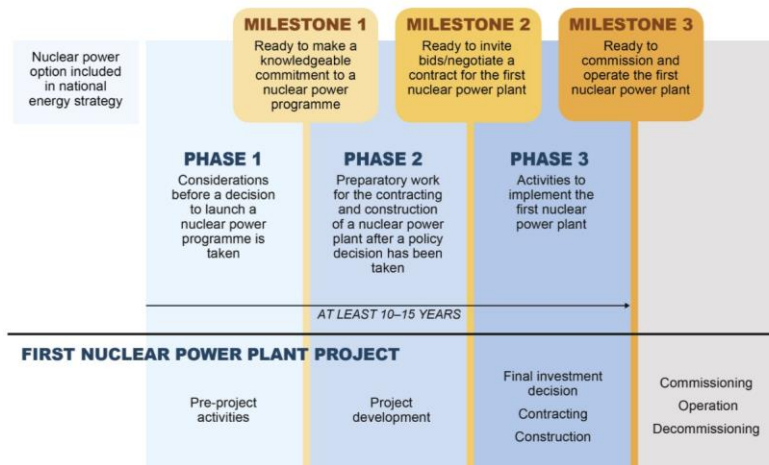 Nuclear power
option included
in national
energy strategy
MILESTONE 1
Ready to make a
knowledgeable
commitment to a
nuclear power
programme
MILESTONE 2
Ready to invite
bids/negotiate a
contract for the first
nuclear power plant
MILESTONE 3
Ready to
commission and
operate the first
nuclear power plant
PHASE 1
Considerations
before a decision
to launch a
nuclear power
programme is
taken
PHASE 2
Preparatory work
for the contracting
and construction
of a nuclear power
plant after a policy
decision has been
taken
PHASE 3
Activities to
implement the
first nuclear
power plant
AT LEAST 10–15 YEARS
FIRST NUCLEAR POWER PLANT PROJECT
Pre-project
activities
Project
development
Final investment
decision
Contracting
Construction
Commissioning
Operation
Decommissioning